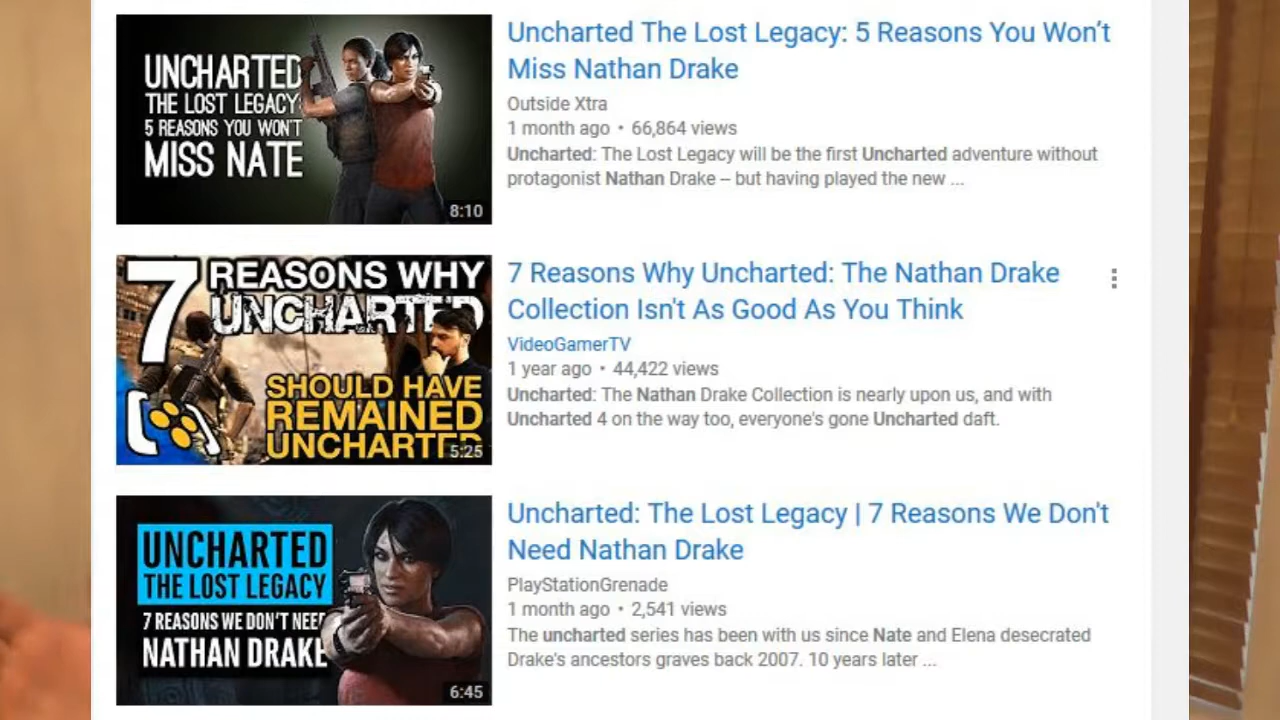 UNCHARTED
THE LOST LEGACY:
5 REASONS YOU WON'T
MISS NATE
8:10
Uncharted The Lost Legacy: 5 Reasons You Won't
Miss Nathan Drake
Outside Xtra
1 month ago • 66,864 views
Uncharted: The Lost Legacy will be the first Uncharted adventure without
protagonist Nathan Drake – but having played the new ...
7 REASONS WHY
UNCHARTED
SHOULD HAVE
REMAINED
UNCHARTED
5:25
7 Reasons Why Uncharted: The Nathan Drake
Collection Isn't As Good As You Think
VideoGamerTV
1 year ago • 44,422 views
Uncharted: The Nathan Drake Collection is nearly upon us, and with
Uncharted 4 on the way too, everyone's gone Uncharted daft.
UNCHARTED
THE LOST LEGACY
7 REASONS WE DON'T NEED
NATHAN DRAKE
6:45
Uncharted: The Lost Legacy | 7 Reasons We Don't
Need Nathan Drake
PlayStationGrenade
1 month ago • 2,541 views
The uncharted series has been with us since Nate and Elena desecrated
Drake's ancestors graves back 2007. 10 years later ...